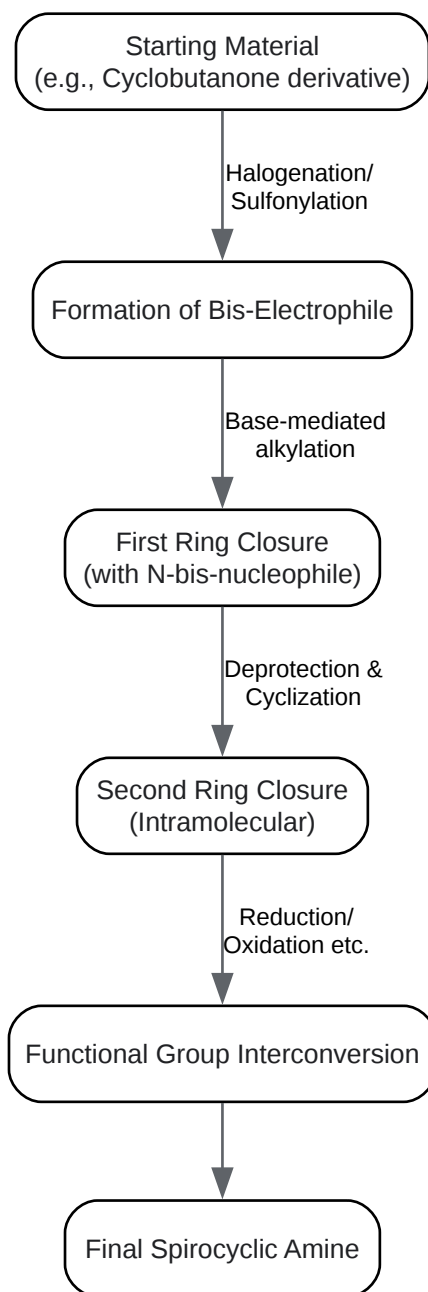 Starting Material
(e.g., Cyclobutanone derivative)
Halogenation/
Sulfonylation
Formation of Bis-Electrophile
Base-mediated
alkylation
First Ring Closure
(with N-bis-nucleophile)
Deprotection &
Cyclization
Second Ring Closure
(Intramolecular)
Reduction/
Oxidation etc.
Functional Group Interconversion
Final Spirocyclic Amine